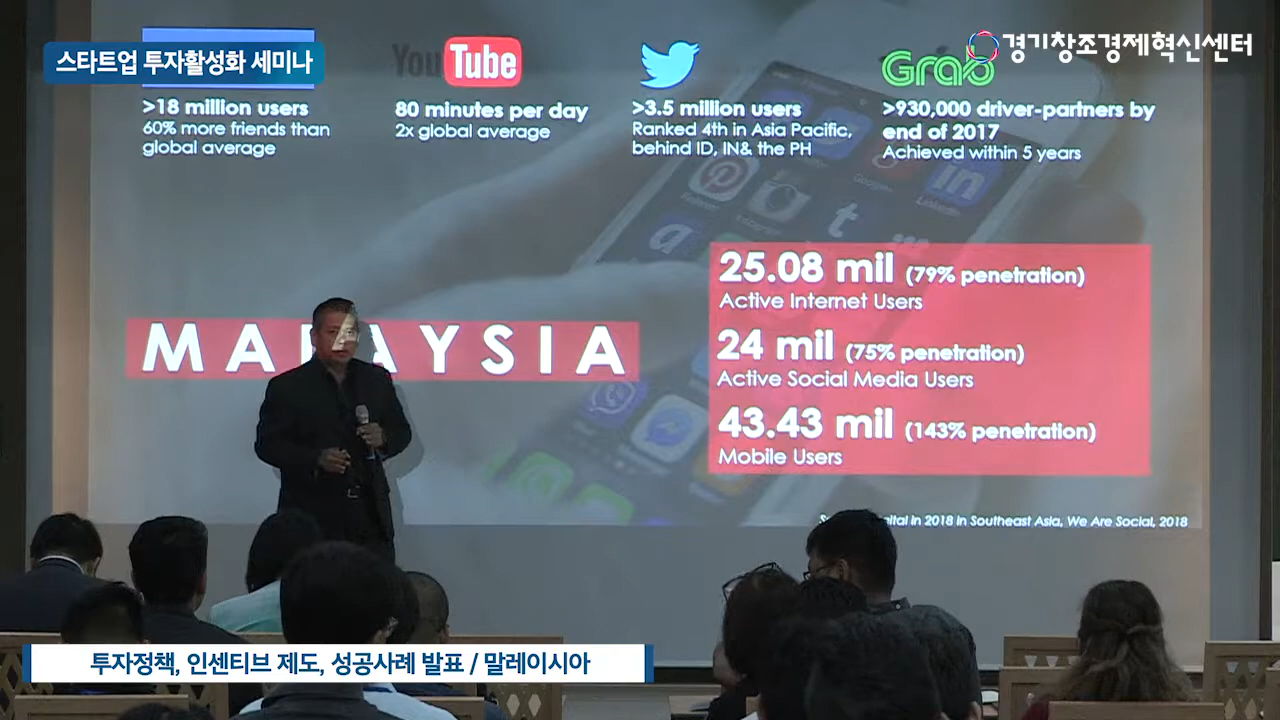 스타트업 투자활성화 세미나
경기창조경제혁신센터
YouTube
Grab
>18 million users
60% more friends than
global average
80 minutes per day
2x global average
>3.5 million users
Ranked 4th in Asia Pacific,
behind ID, IN& the PH
>930,000 driver-partners by
end of 2017
Achieved within 5 years
Pinterest
in
LinkedIn
t
a
MALAYSIA
25.08 mil (79% penetration)
Active Internet Users
24 mil (75% penetration)
Active Social Media Users
43.43 mil (143% penetration)
Mobile Users
in 2018 in Southeast Asia, We Are Social, 2018
투자정책, 인센티브 제도, 성공사례 발표 / 말레이시아